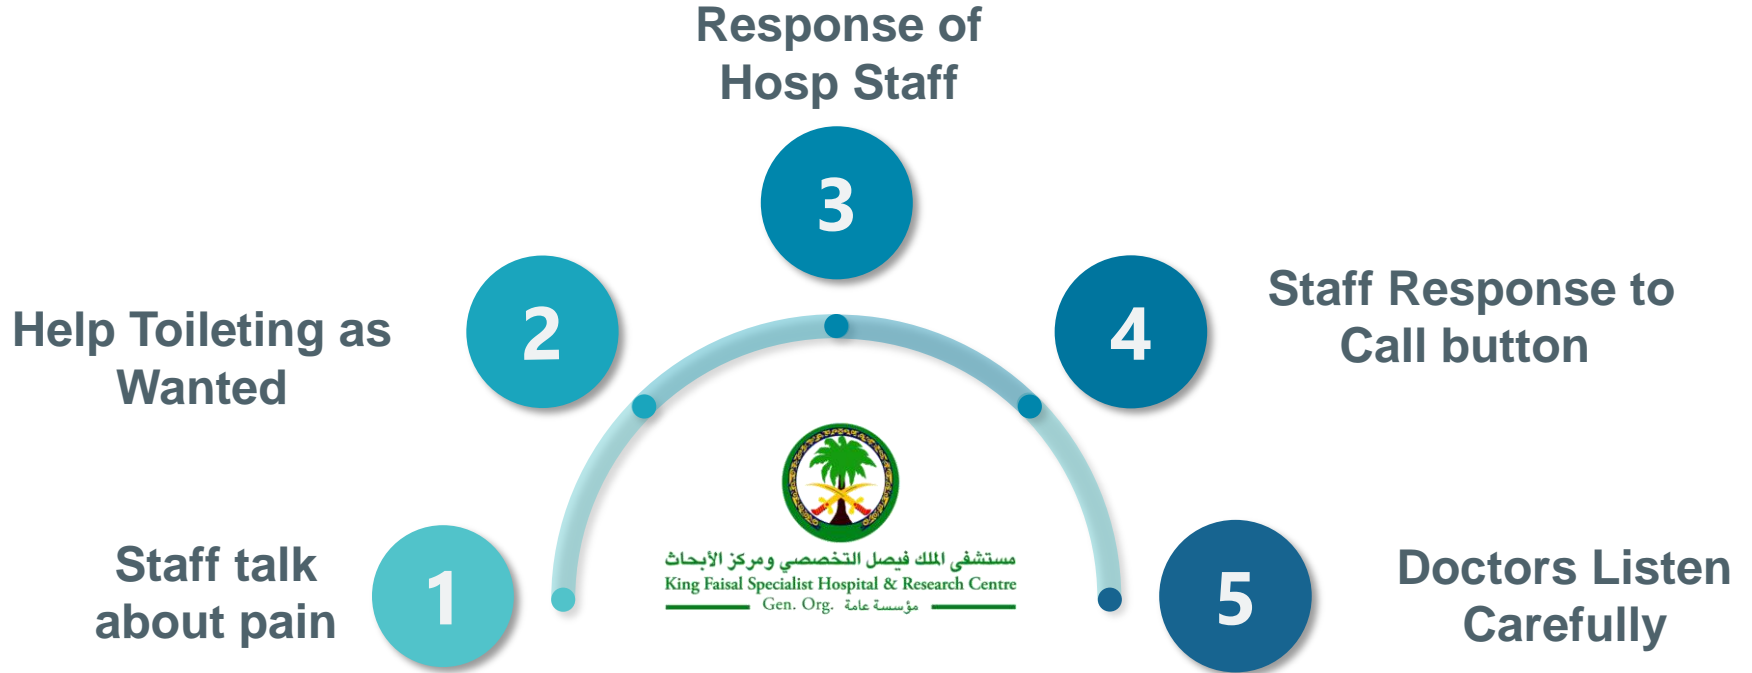 Response of
Hosp Staff
3
2
4
Help Toileting as
Wanted
Staff Response to
Call button
مستشفى الملك فيصل التخصصي ومركز الأبحاث
King Faisal Specialist Hospital & Research Centre
Gen. Org. مؤسسة عامة
Staff talk
about pain
1
5
Doctors Listen
Carefully